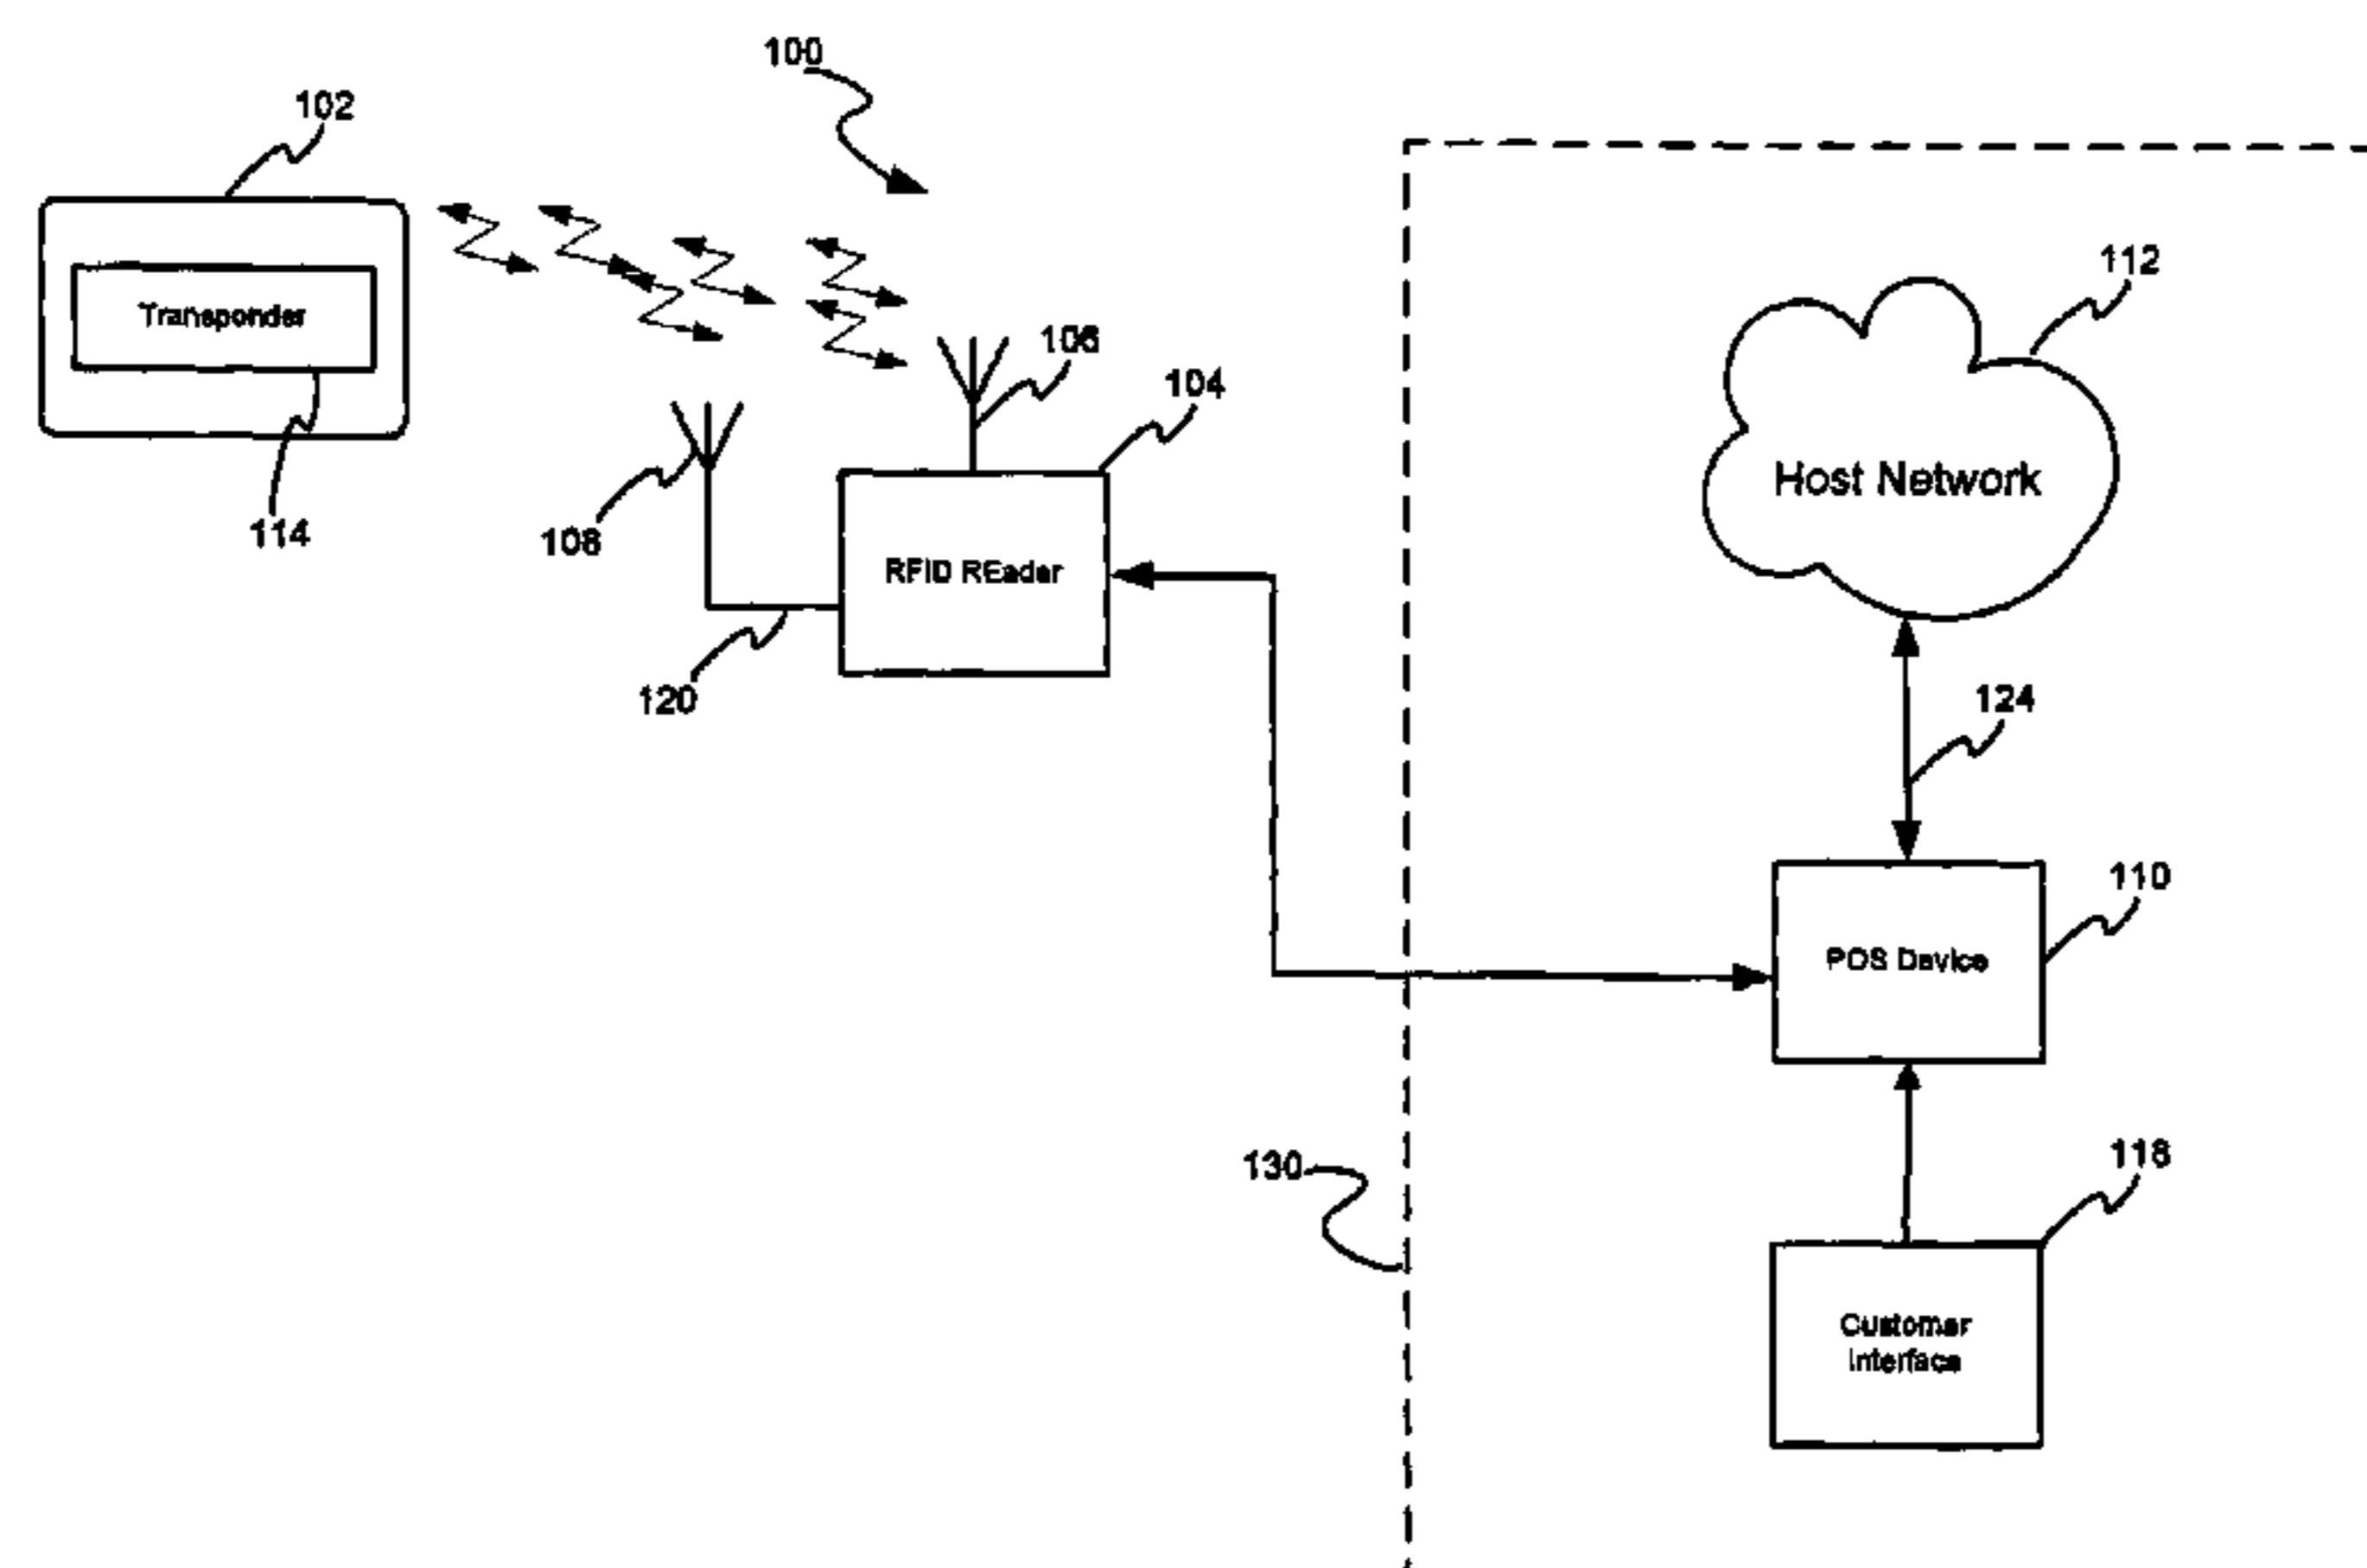 100
102
112
Transponder
106
104
Host Network
114
108
RFID REader
120
124
110
POS Device
130
118
Customer
Interface